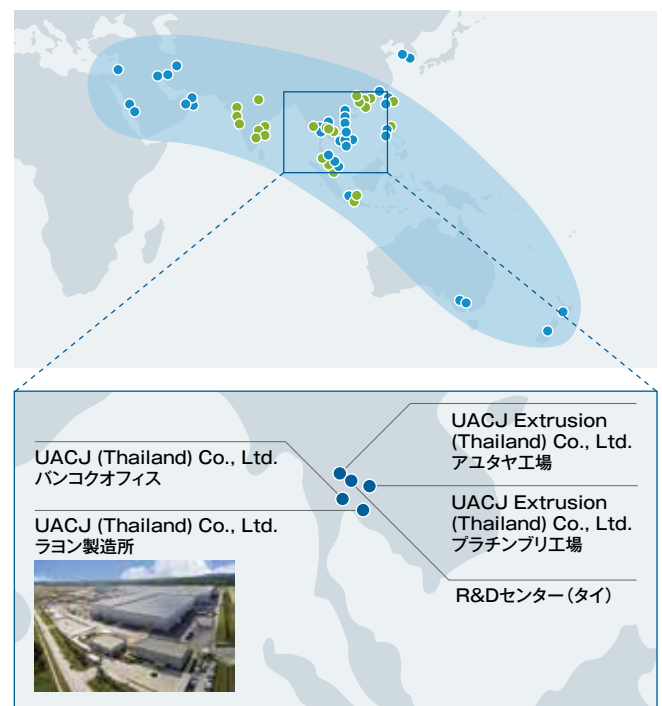 UACJ (Thailand) Co., Ltd.
バンコクオフィス
UACJ (Thailand) Co., Ltd.
ラヨン製造所
UACJ Extrusion
(Thailand) Co., Ltd.
アユタヤ工場
UACJ Extrusion
(Thailand) Co., Ltd.
プラチンブリ工場
R&Dセンター（タイ）